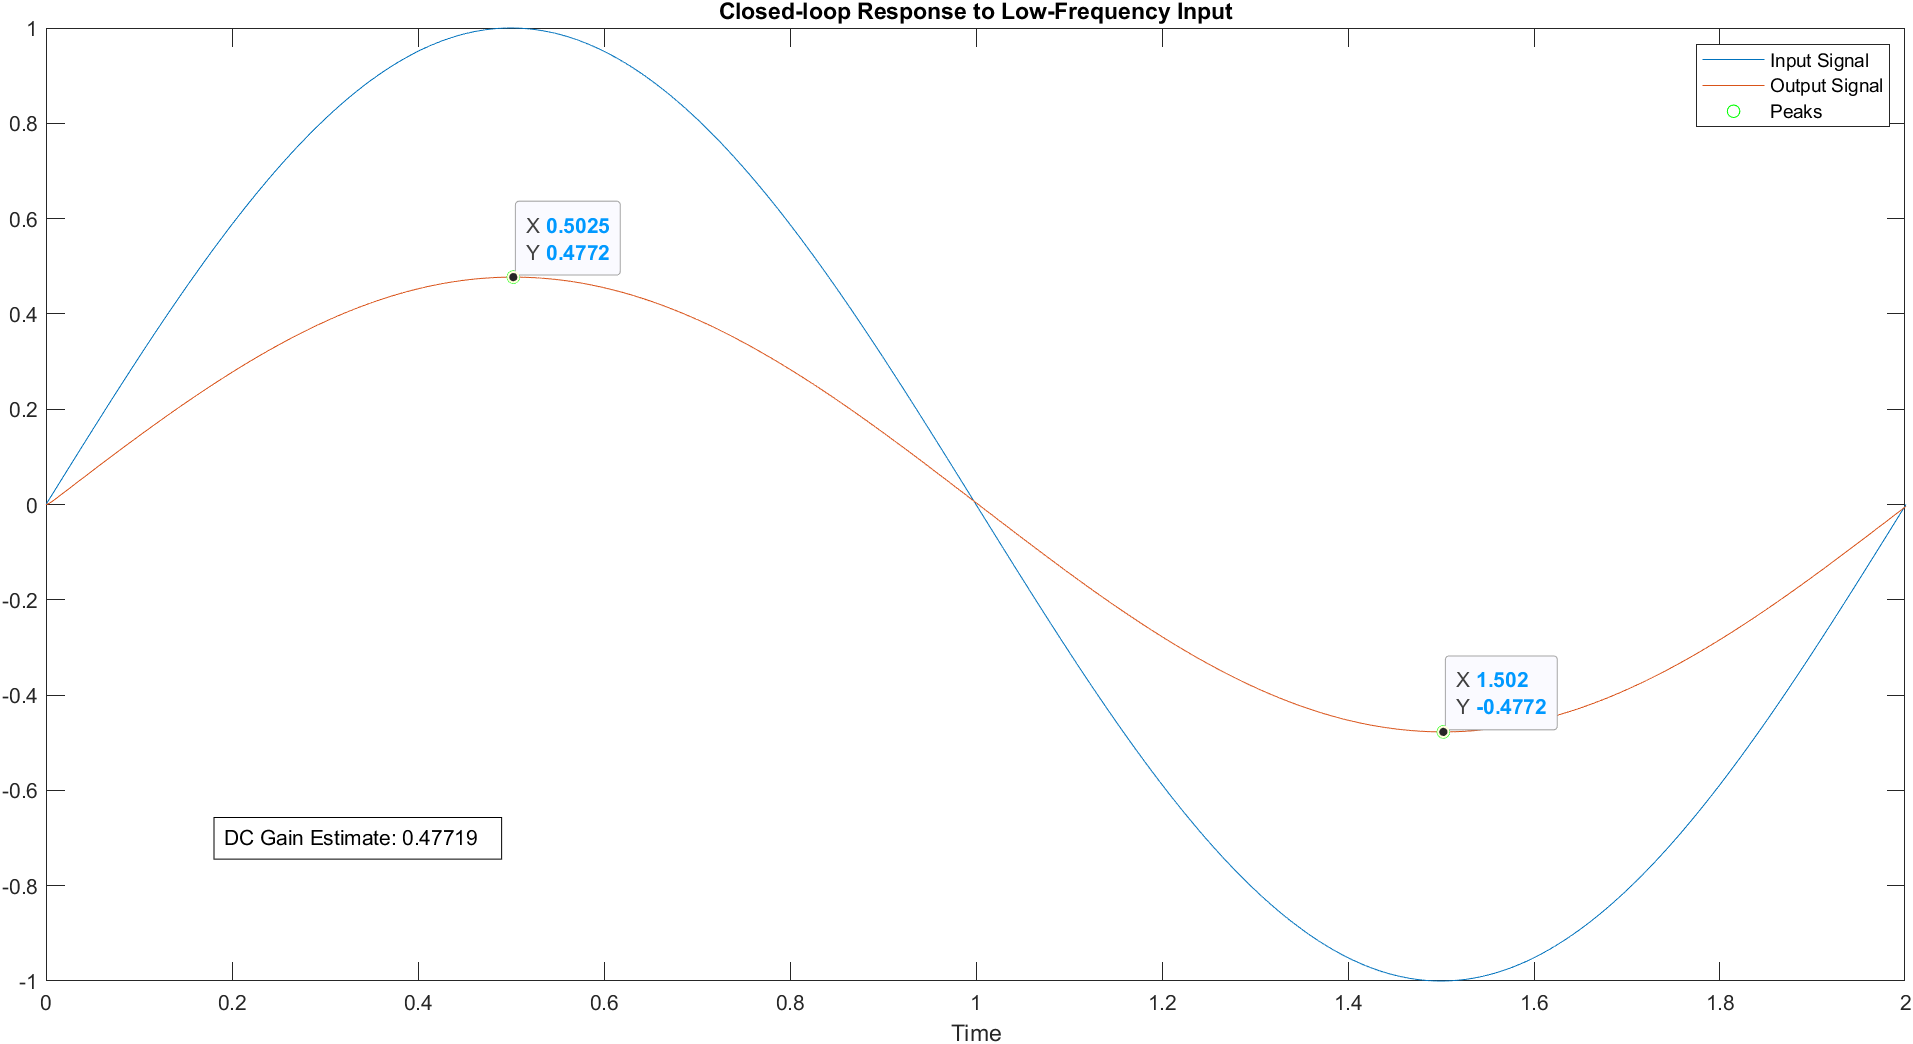 Closed-loop Response to Low-Frequency Input
1
0.8
0.6
0.4
0.2
0
-0.2
-0.4
-0.6
-0.8
-1
Input Signal
Output Signal
Peaks
X 0.5025
Y 0.4772
X 1.502
Y -0.4772
DC Gain Estimate: 0.47719
0 0.2 0.4 0.6 0.8 1 1.2 1.4 1.6 1.8 2
Time